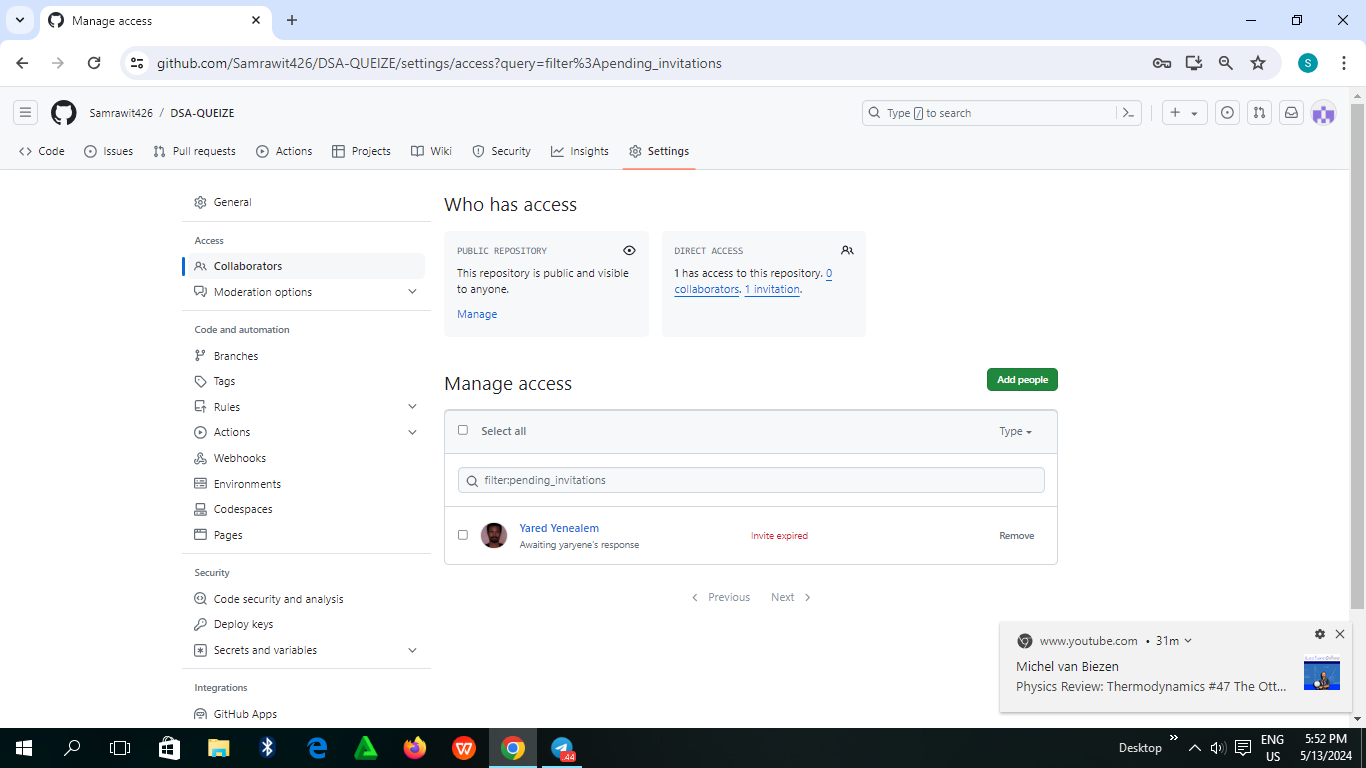 Manage access
github.com/Samrawit426/DSA-QUEIZE/settings/access?query=filter%3Apending_invitations
S
Samrawit426 / DSA-QUEIZE
Type / to search
Code
Issues
Pull requests
Actions
Projects
Wiki
Security
Insights
Settings
General
Access
Collaborators
Moderation options
Code and automation
Branches
Tags
Rules
Actions
Webhooks
Environments
Codespaces
Pages
Security
Code security and analysis
Deploy keys
Secrets and variables
Integrations
GitHub Apps
Who has access
PUBLIC REPOSITORY
This repository is public and visible
to anyone.
Manage
DIRECT ACCESS
1 has access to this repository. 0
collaborators. 1 invitation.
Manage access
Add people
Select all
Type
filter:pending_invitations
Yared Yenealem
Awaiting yaryene's response
Invite expired
Remove
Previous
Next
www.youtube.com • 31m
Michel van Biezen
Physics Review: Thermodynamics #47 The Ott...
W
44
Desktop
ENG
US
5:52 PM
5/13/2024